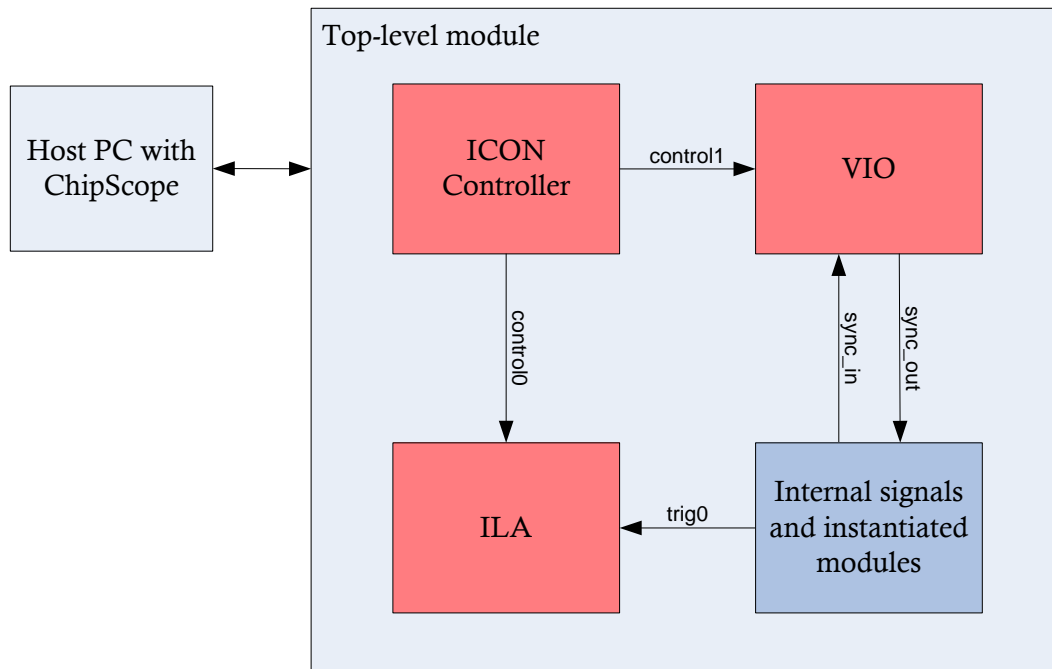 Top-level module
Host PC with
ChipScope
ICON
Controller
control1
VIO
control0
sync_in
sync_out
ILA
trig0
Internal signals
and instantiated
modules